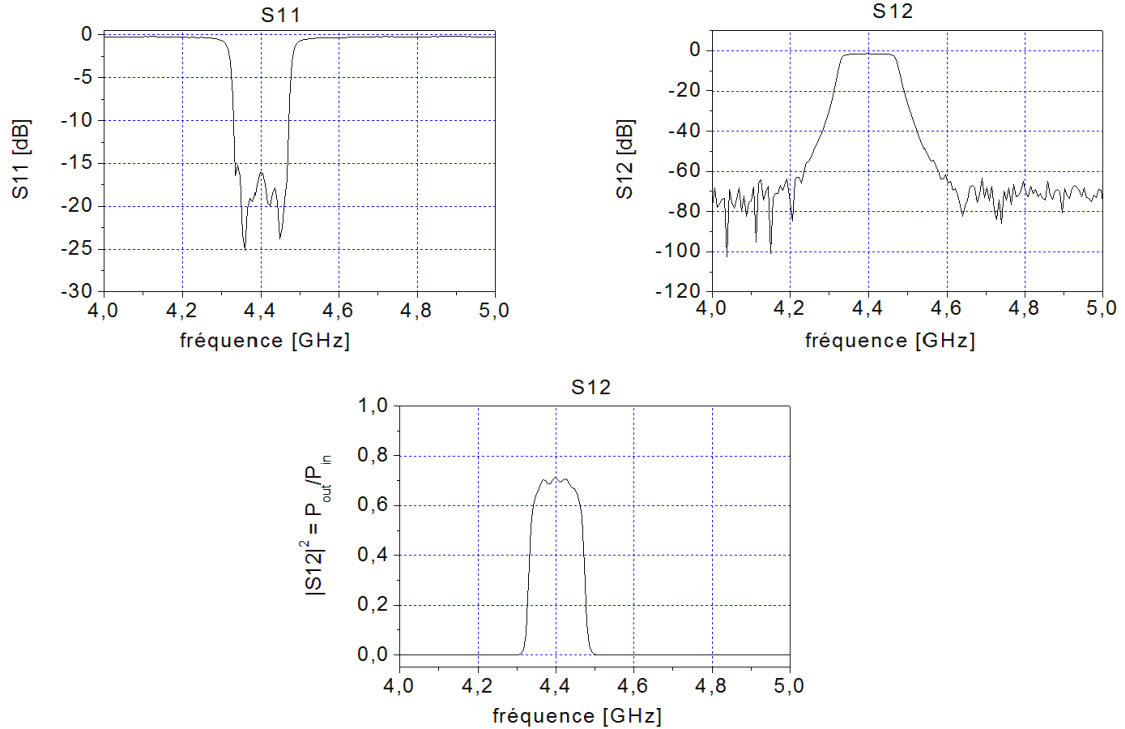 S11
0
-5
-10
-15
-20
-25
-30
S11 [dB]
4,0 4,2 4,4 4,6 4,8 5,0
fréquence [GHz]
S12
0
-20
-40
-60
-80
-100
-120
S12 [dB]
4,0 4,2 4,4 4,6 4,8 5,0
fréquence [GHz]
S12
1,0
0,8
0,6
0,4
0,2
0,0
|S12|² = P_out/P_in
4,0 4,2 4,4 4,6 4,8 5,0
fréquence [GHz]